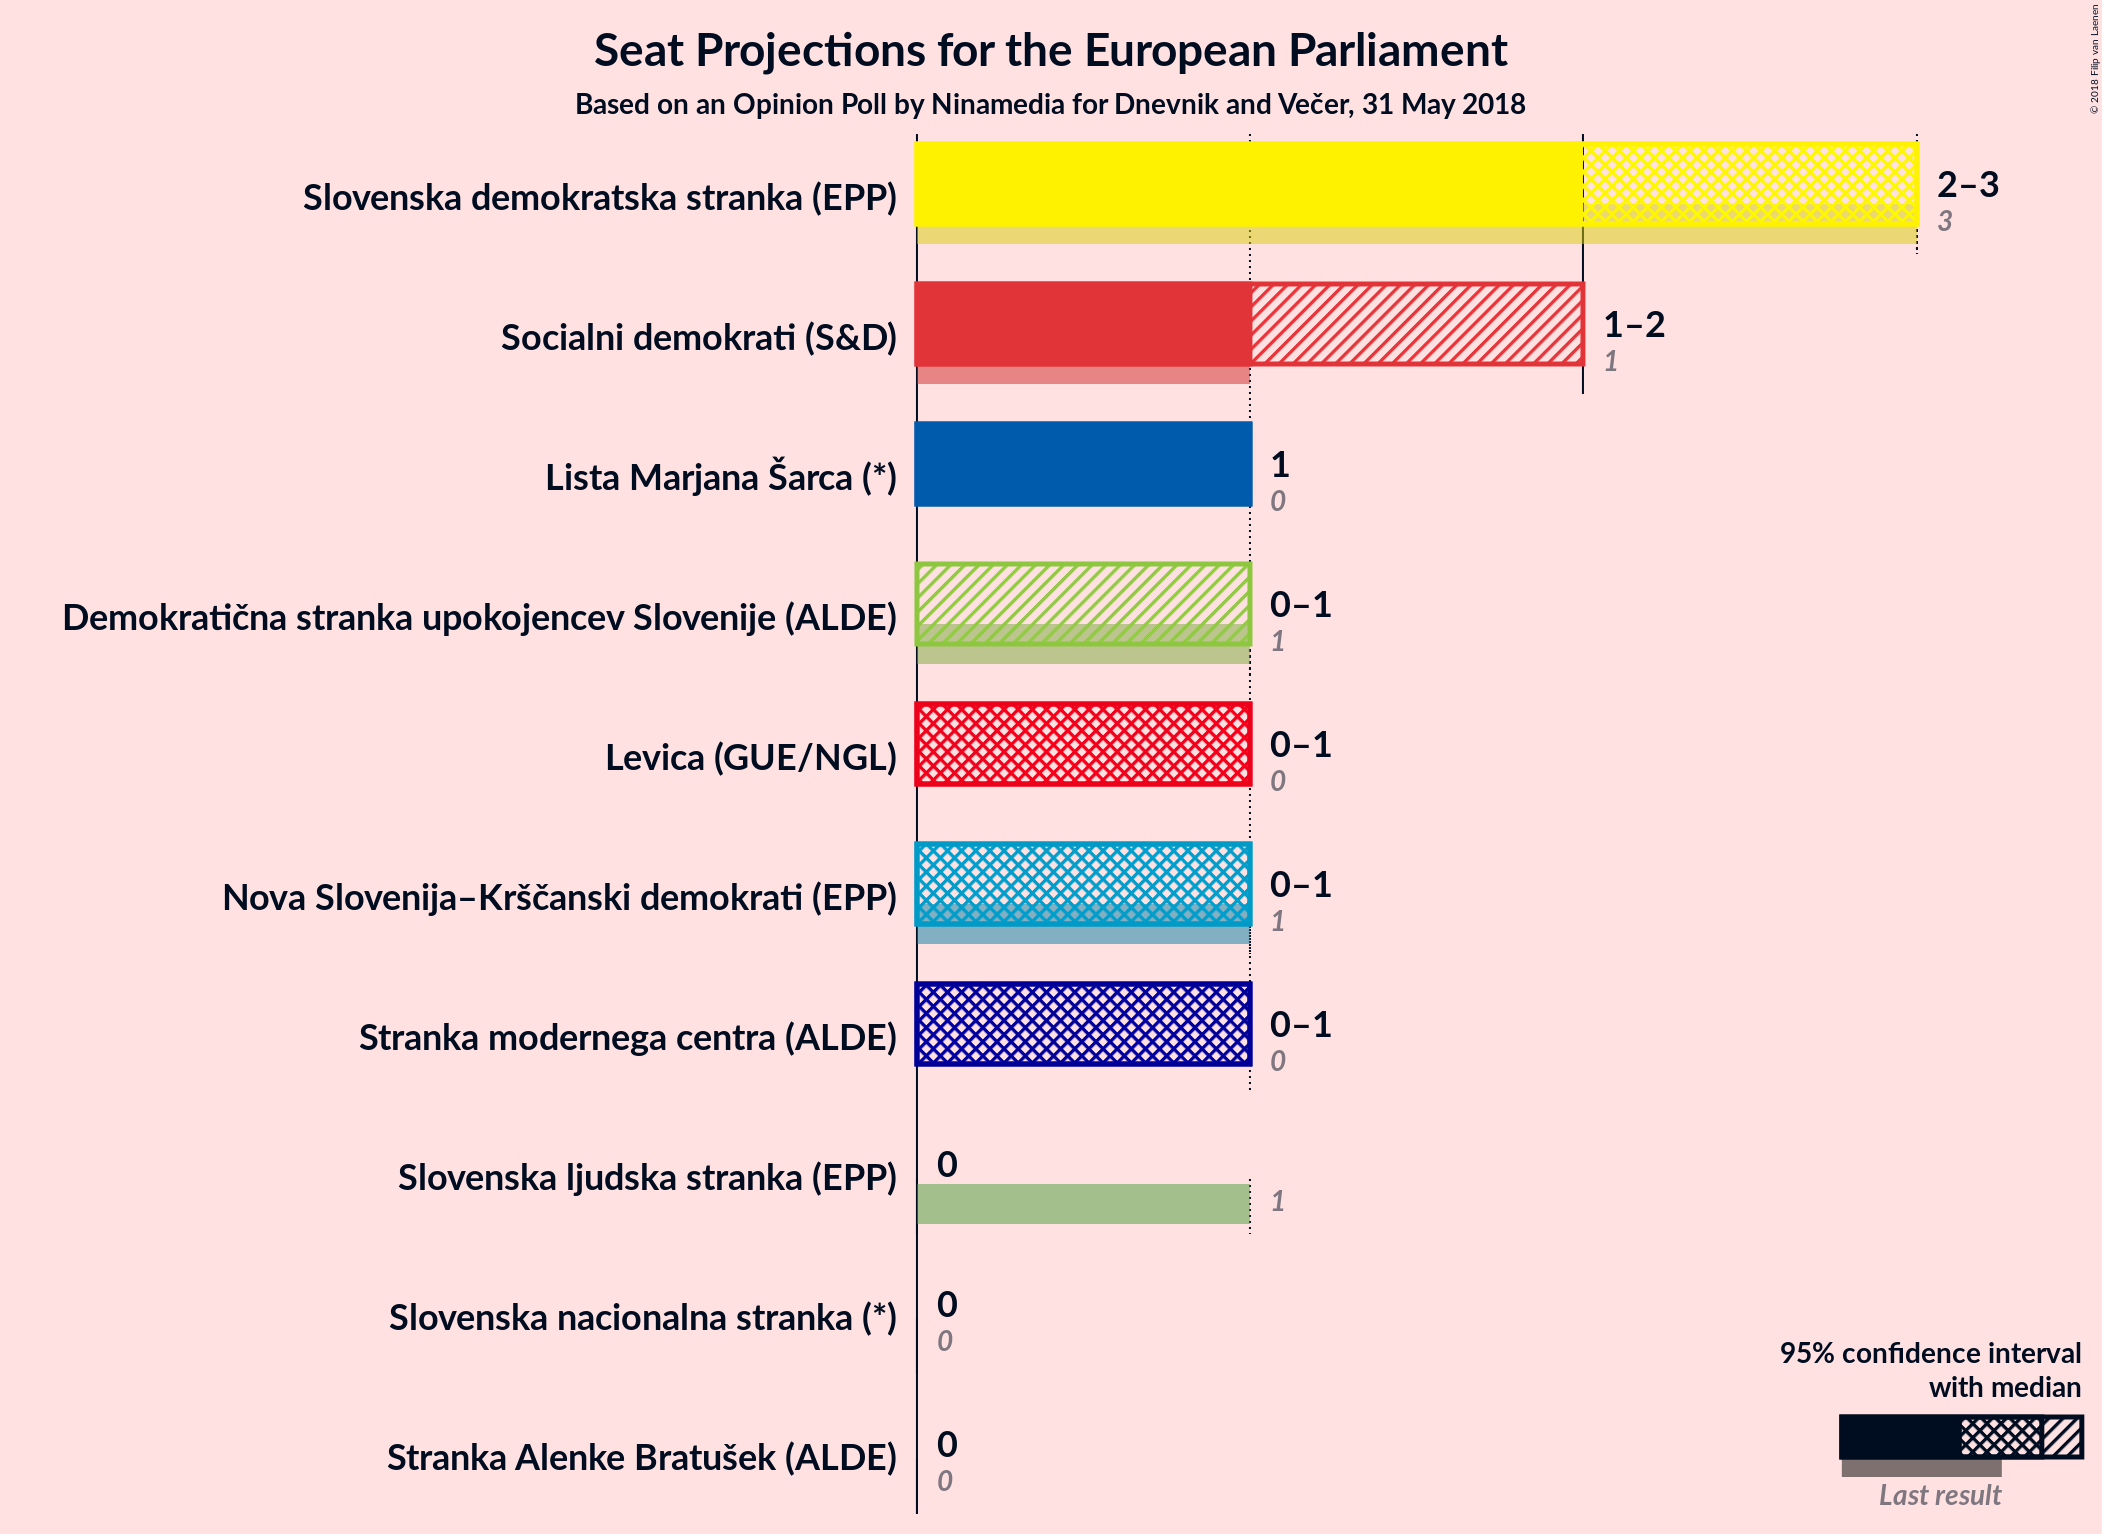 Seat Projections for the European Parliament
Based on an Opinion Poll by Ninamedia for Dnevnik and Večer, 31 May 2018
© 2018 Filip van Laenen
Slovenska demokratska stranka (EPP)
2–3
3
Socialni demokrati (S&D)
1–2
1
Lista Marjana Šarca (*)
1
0
Demokratična stranka upokojencev Slovenije (ALDE)
0–1
1
Levica (GUE/NGL)
0–1
0
Nova Slovenija–Krščanski demokrati (EPP)
0–1
1
Stranka modernega centra (ALDE)
0–1
0
Slovenska ljudska stranka (EPP)
0
1
Slovenska nacionalna stranka (*)
0
0
Stranka Alenke Bratušek (ALDE)
0
0
95% confidence interval
with median
Last result